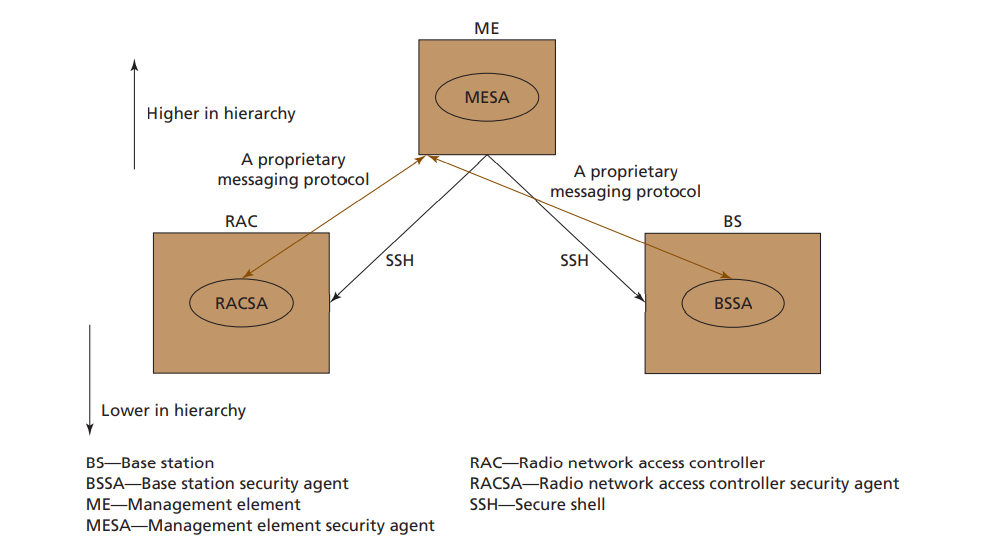 ME
MESA
Higher in hierarchy
A proprietary
messaging protocol
A proprietary
messaging protocol
RAC
BS
SSH
SSH
RACSA
BSSA
Lower in hierarchy
BS—Base station
BSSA—Base station security agent
ME—Management element
MESA—Management element security agent
RAC—Radio network access controller
RACSA—Radio network access controller security agent
SSH—Secure shell